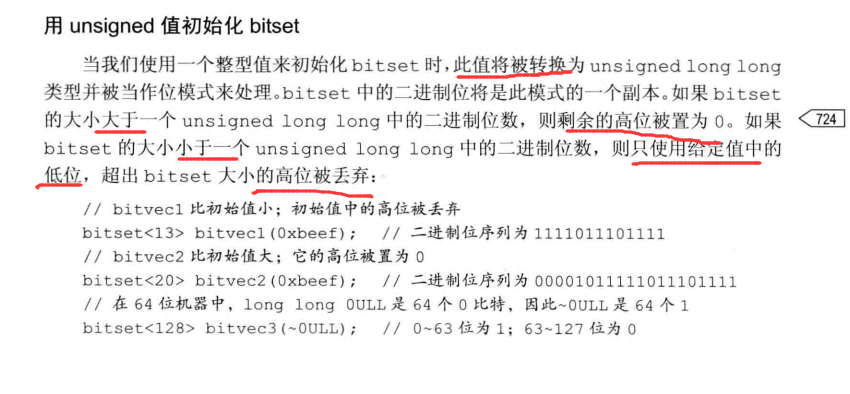 用 unsigned 值初始化 bitset
当我们使用一个整型值来初始化 bitset 时,此值将被转换为 unsigned long long
类型并被当作位模式来处理。bitset 中的二进制位将是此模式的一个副本。如果 bitset
的大小大于一个 unsigned long long 中的二进制位数,则剩余的高位被置为 0。如果
724
bitset 的大小小于一个 unsigned long long 中的二进制位数,则只使用给定值中的
低位,超出 bitset 大小的高位被丢弃:
// bitvec1 比初始值小;初始值中的高位被丢弃
bitset<13> bitvec1(0xbeef); // 二进制位序列为 1111011101111
// bitvec2 比初始值大;它的高位被置为 0
bitset<20> bitvec2(0xbeef); // 二进制位序列为 00001011111011101111
// 在 64 位机器中,long long 0ULL 是 64 个 0 比特,因此~0ULL 是 64 个 1
bitset<128> bitvec3(~0ULL); // 0~63 位为 1;63~127 位为 0